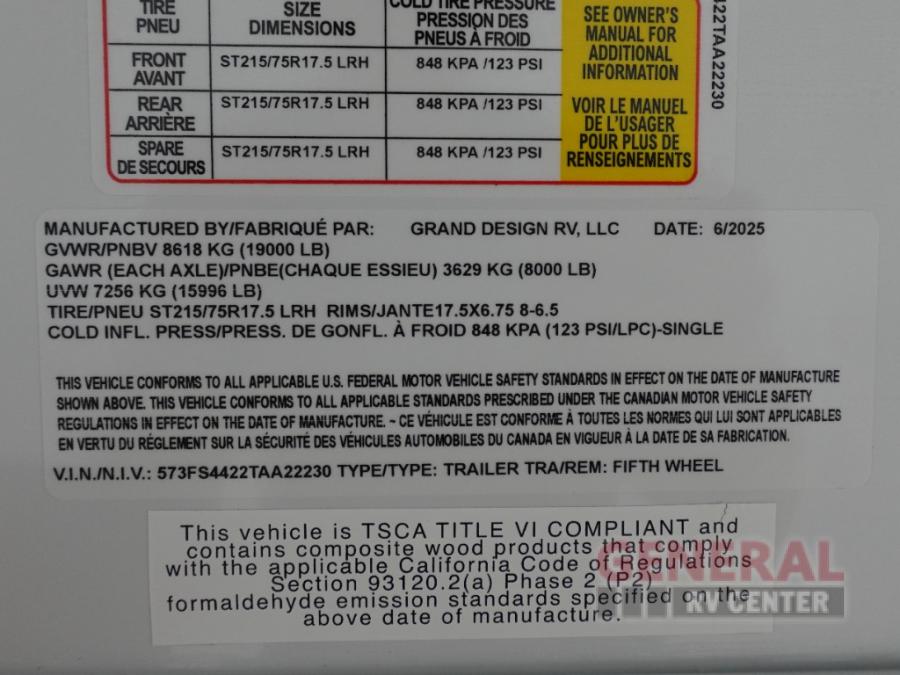 TIRE SIZE COLD TIRE PRESSURE
PNEU DIMENSIONS PRESSION DES
PNEUS À FROID
FRONT ST215/75R17.5 LRH 848 KPA /123 PSI
AVANT
REAR ST215/75R17.5 LRH 848 KPA /123 PSI
ARRIÈRE
SPARE ST215/75R17.5 LRH 848 KPA /123 PSI
DE SECOURS
SEE OWNER'S
MANUAL FOR
ADDITIONAL
INFORMATION
VOIR LE MANUEL
DE L'USAGER
POUR PLUS DE
RENSEIGNEMENTS
422TAA22230
MANUFACTURED BY/FABRIQUÉ PAR: GRAND DESIGN RV, LLC DATE: 6/2025
GVWR/PNBV 8618 KG (19000 LB)
GAWR (EACH AXLE)/PNBE(CHAQUE ESSIEU) 3629 KG (8000 LB)
UVW 7256 KG (15996 LB)
TIRE/PNEU ST215/75R17.5 LRH RIMS/JANTE17.5X6.75 8-6.5
COLD INFL. PRESS/PRESS. DE GONFL. À FROID 848 KPA (123 PSI/LPC)-SINGLE
THIS VEHICLE CONFORMS TO ALL APPLICABLE U.S. FEDERAL MOTOR VEHICLE SAFETY STANDARDS IN EFFECT ON THE DATE OF MANUFACTURE
SHOWN ABOVE. THIS VEHICLE CONFORMS TO ALL APPLICABLE STANDARDS PRESCRIBED UNDER THE CANADIAN MOTOR VEHICLE SAFETY
REGULATIONS IN EFFECT ON THE DATE OF MANUFACTURE. ~ CE VÉHICULE EST CONFORME À TOUTES LES NORMES QUI LUI SONT APPLICABLES
EN VERTU DU RÉGLEMENT SUR LA SÉCURITÉ DES VÉHICULES AUTOMOBILES DU CANADA EN VIGUEUR À LA DATE DE SA FABRICATION.
V.I.N./N.I.V.: 573FS4422TAA22230 TYPE/TYPE: TRAILER TRA/REM: FIFTH WHEEL
This vehicle is TSCA TITLE VI COMPLIANT and
contains composite wood products that comply
with the applicable California Code of Regulations
Section 93120.2(a) Phase 2 (P2)
formaldehyde emission standards specified on the
above date of manufacture.
GENERAL
RV CENTER